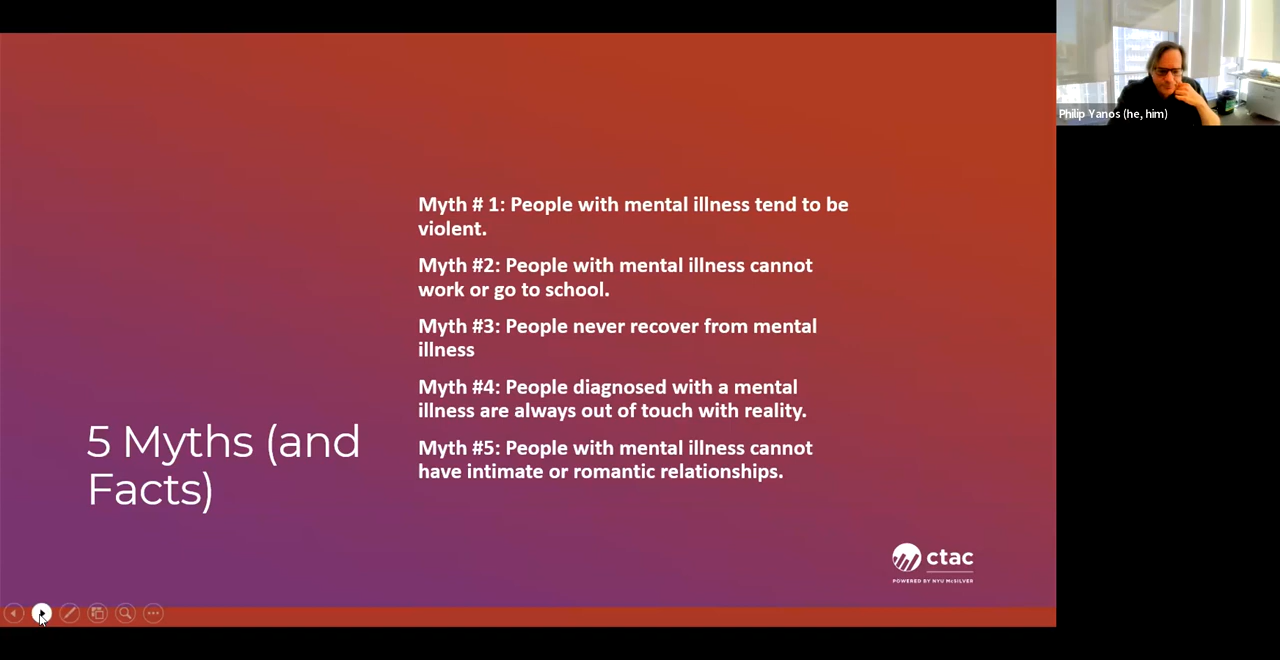 Philip Yanos (he, him)
Myth # 1: People with mental illness tend to be
violent.
Myth #2: People with mental illness cannot
work or go to school.
Myth #3: People never recover from mental
illness
Myth #4: People diagnosed with a mental
illness are always out of touch with reality.
Myth #5: People with mental illness cannot
have intimate or romantic relationships.
5 Myths (and
Facts)
ctac
POWERED BY NYU McSILVER